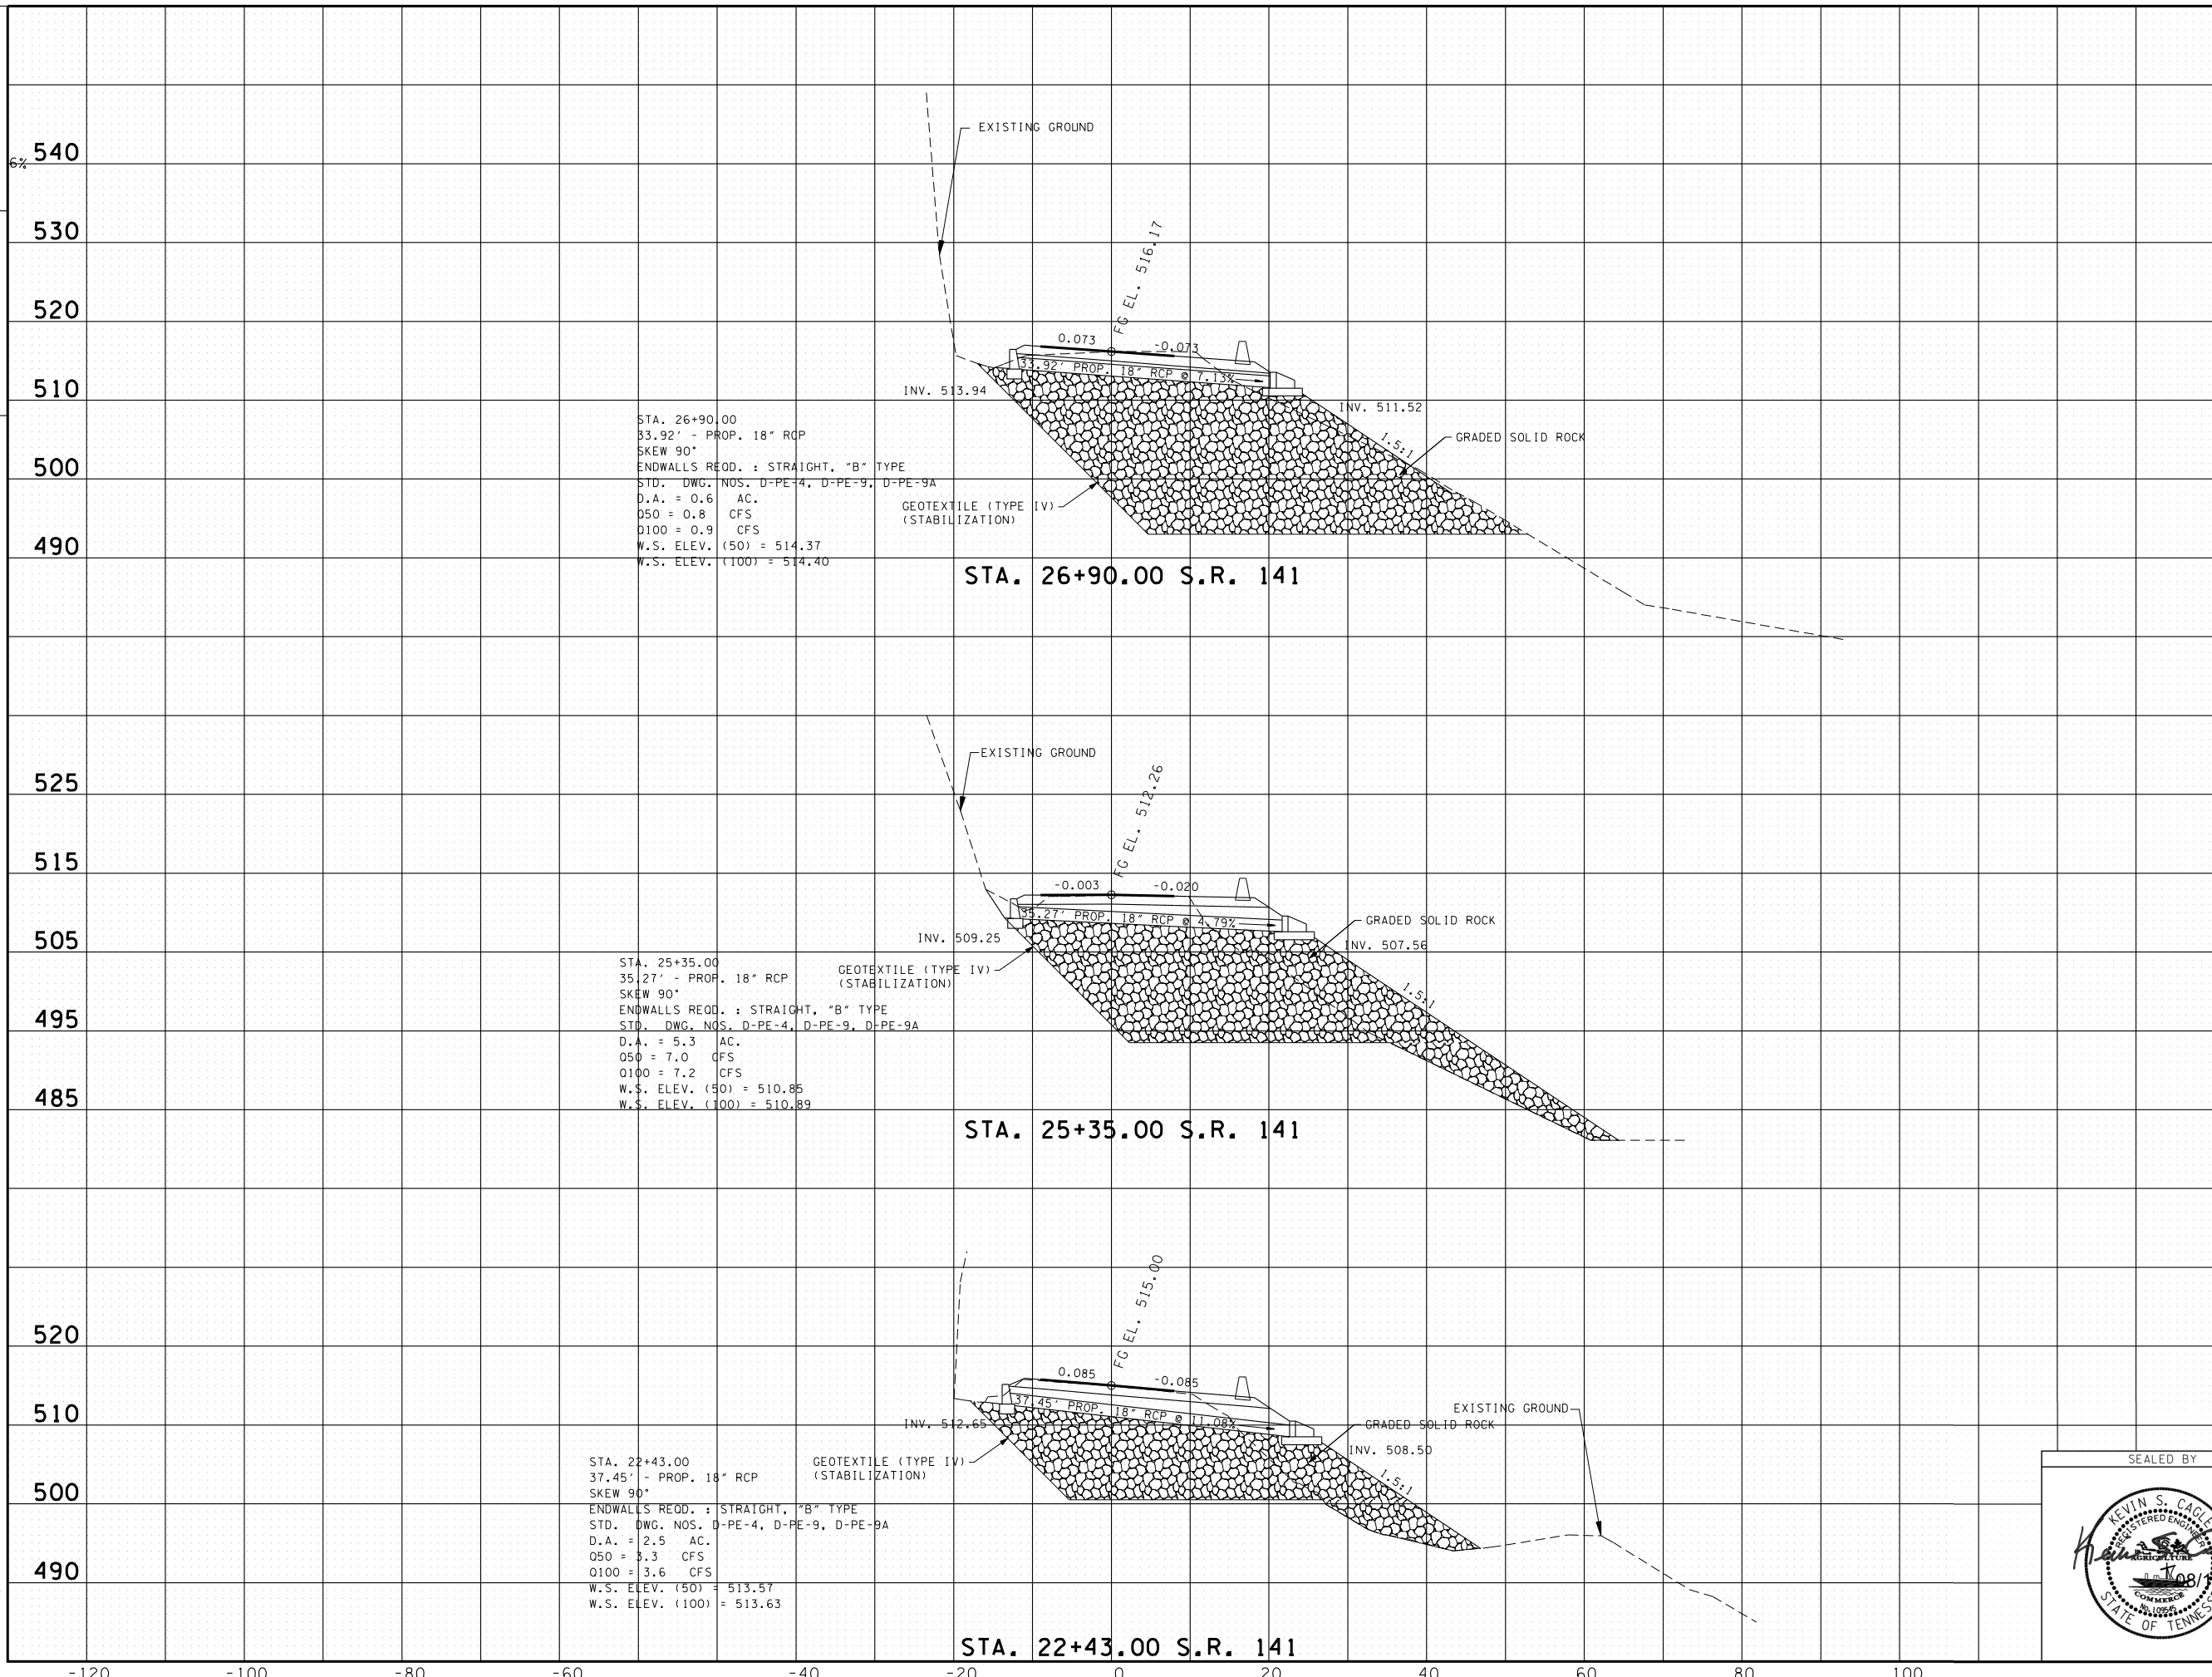 6%
540
530
520
510
500
490
EXISTING GROUND
FG EL. 516.17
0.073
-0.073
33.92' PROP. 18" RCP @ 7.13%
INV. 513.94
INV. 511.52
1.5:1
GRADED SOLID ROCK
STA. 26+90.00
33.92' - PROP. 18" RCP
SKEW 90°
ENDWALLS REQD. : STRAIGHT, "B" TYPE
STD. DWG. NOS. D-PE-4, D-PE-9, D-PE-9A
D.A. = 0.6 AC.
Q50 = 0.8 CFS
Q100 = 0.9 CFS
W.S. ELEV. (50) = 514.37
W.S. ELEV. (100) = 514.40
GEOTEXTILE (TYPE IV)
(STABILIZATION)
STA. 26+90.00 S.R. 141
525
515
505
495
485
EXISTING GROUND
FG EL. 512.26
-0.003
-0.020
35.27' PROP. 18" RCP @ 4.79%
GRADED SOLID ROCK
INV. 509.25
INV. 507.56
1.5:1
STA. 25+35.00
35.27' - PROP. 18" RCP
SKEW 90°
ENDWALLS REQD. : STRAIGHT, "B" TYPE
STD. DWG. NOS. D-PE-4, D-PE-9, D-PE-9A
D.A. = 5.3 AC.
Q50 = 7.0 CFS
Q100 = 7.2 CFS
W.S. ELEV. (50) = 510.85
W.S. ELEV. (100) = 510.89
GEOTEXTILE (TYPE IV)
(STABILIZATION)
STA. 25+35.00 S.R. 141
520
510
500
490
FG EL. 515.00
0.085
-0.085
37.45' PROP. 18" RCP @ 11.08%
EXISTING GROUND
GRADED SOLID ROCK
INV. 512.65
INV. 508.50
1.5:1
STA. 22+43.00
37.45' - PROP. 18" RCP
SKEW 90°
ENDWALLS REQD. : STRAIGHT, "B" TYPE
STD. DWG. NOS. D-PE-4, D-PE-9, D-PE-9A
D.A. = 2.5 AC.
Q50 = 3.3 CFS
Q100 = 3.6 CFS
W.S. ELEV. (50) = 513.57
W.S. ELEV. (100) = 513.63
GEOTEXTILE (TYPE IV)
(STABILIZATION)
STA. 22+43.00 S.R. 141
SEALED BY
KEVIN S. CAGLE
REGISTERED ENGINE
AGRICULTURE
08/1
COMMERCE
STATE OF TENNES
-120 -100 -80 -60 -40 -20 0 20 40 60 80 100